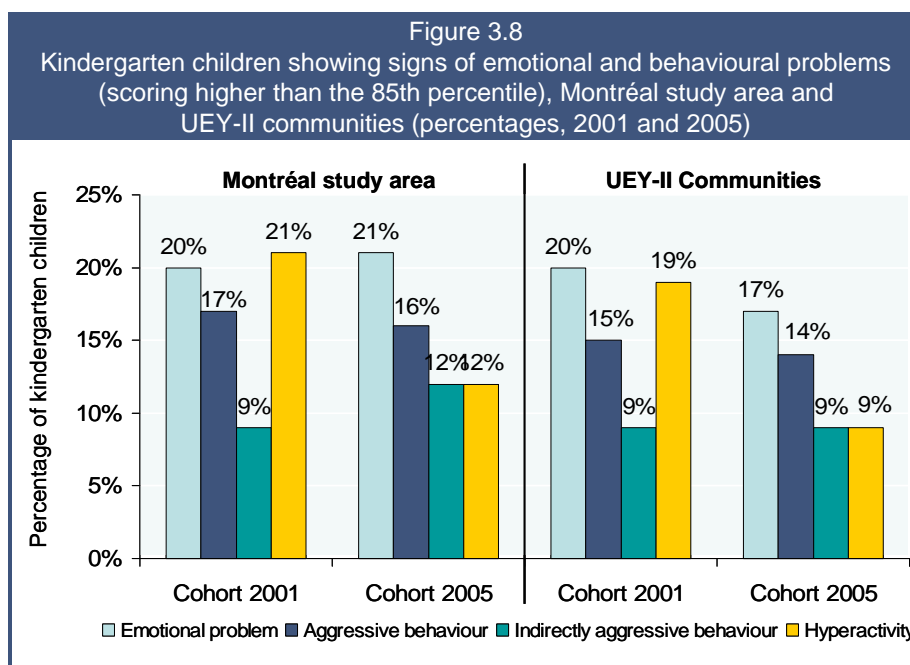 Figure 3.8
Kindergarten children showing signs of emotional and behavioural problems
(scoring higher than the 85th percentile), Montréal study area and
UEY-II communities (percentages, 2001 and 2005)
Montréal study area
UEY-II Communities
Percentage of kindergarten children
25%
20%
15%
10%
5%
0%
20%
17%
9%
21%
21%
16%
12%
12%
20%
15%
9%
19%
17%
14%
9%
9%
Cohort 2001
Cohort 2005
Cohort 2001
Cohort 2005
Emotional problem
Aggressive behaviour
Indirectly aggressive behaviour
Hyperactivity